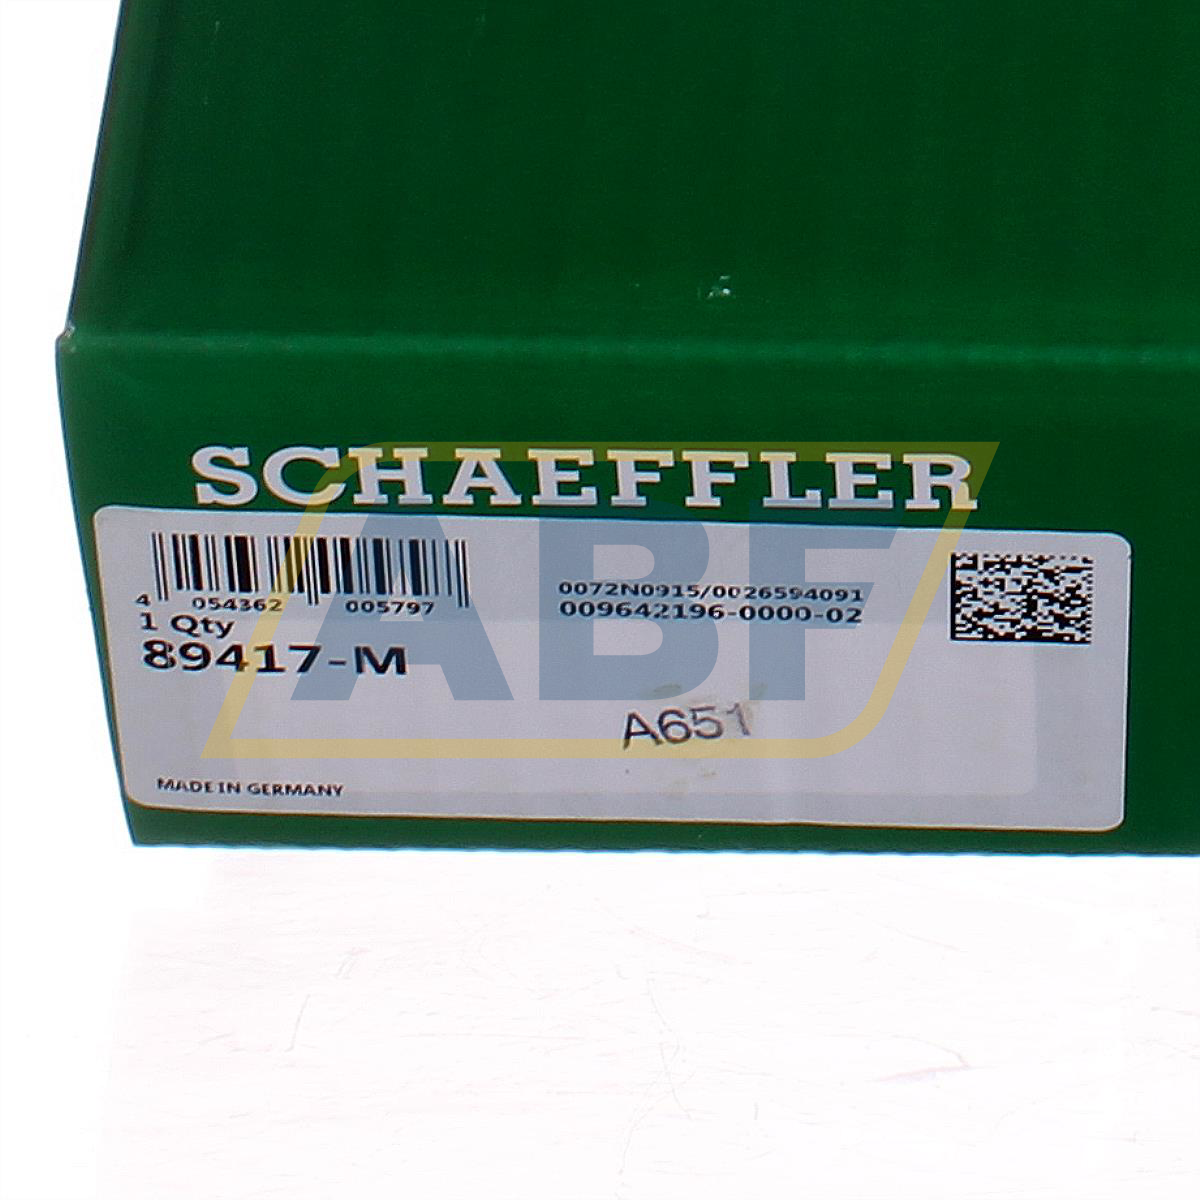 SCHAEFFLER
4 054362 005797
0072N0915/0026594091
009642196-0000-02
1 Qty
89417-M
A651
MADE IN GERMANY
ABF